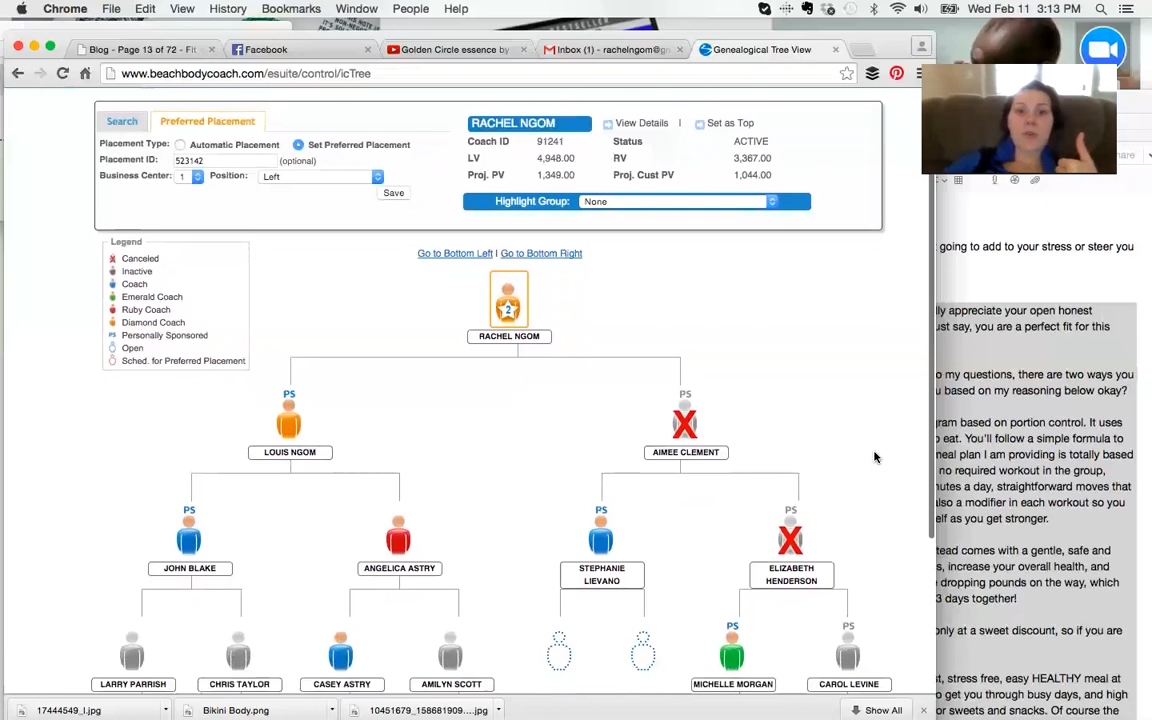 Chrome File Edit View History Bookmarks Window People Help Wed Feb 11 3:13 PM
Blog - Page 13 of 72 - Fit
Facebook
Golden Circle essence by
Inbox (1) - rachelngom@gm
Genealogical Tree View
www.beachbodycoach.com/esuite/control/icTree
Search Preferred Placement
Placement Type: Automatic Placement Set Preferred Placement
Placement ID: 523142 (optional)
Business Center: 1 Position: Left
Save
RACHEL NGOM View Details | Set as Top
Coach ID 91241 Status ACTIVE
LV 4,948.00 RV 3,367.00
Proj. PV 1,349.00 Proj. Cust PV 1,044.00
Highlight Group: None
Legend
Canceled
Inactive
Coach
Emerald Coach
Ruby Coach
Diamond Coach
PS Personally Sponsored
Open
Sched. for Preferred Placement
Go to Bottom Left | Go to Bottom Right
2
RACHEL NGOM
PS PS
LOUIS NGOM AIMEE CLEMENT
PS PS PS
JOHN BLAKE ANGELICA ASTRY STEPHANIE LIEVANO ELIZABETH HENDERSON
PS PS
LARRY PARRISH CHRIS TAYLOR CASEY ASTRY AMILYN SCOTT MICHELLE MORGAN CAROL LEVINE
17444549_l.jpg Bikini Body.png 10451679_158681909....jpg Show All
going to add to your stress or steer you
ly appreciate your open honest
ust say, you are a perfect fit for this
o my questions, there are two ways you
u based on my reasoning below okay?
gram based on portion control. It uses
o eat. You'll follow a simple formula to
neal plan I am providing is totally based
no required workout in the group,
nutes a day, straightforward moves that
also a modifier in each workout so you
elf as you get stronger.
tead comes with a gentle, safe and
s, increase your overall health, and
e dropping pounds on the way, which
3 days together!
only at a sweet discount, so if you are
st, stress free, easy HEALTHY meal at
o get you through busy days, and high
or sweets and snacks. Of course the